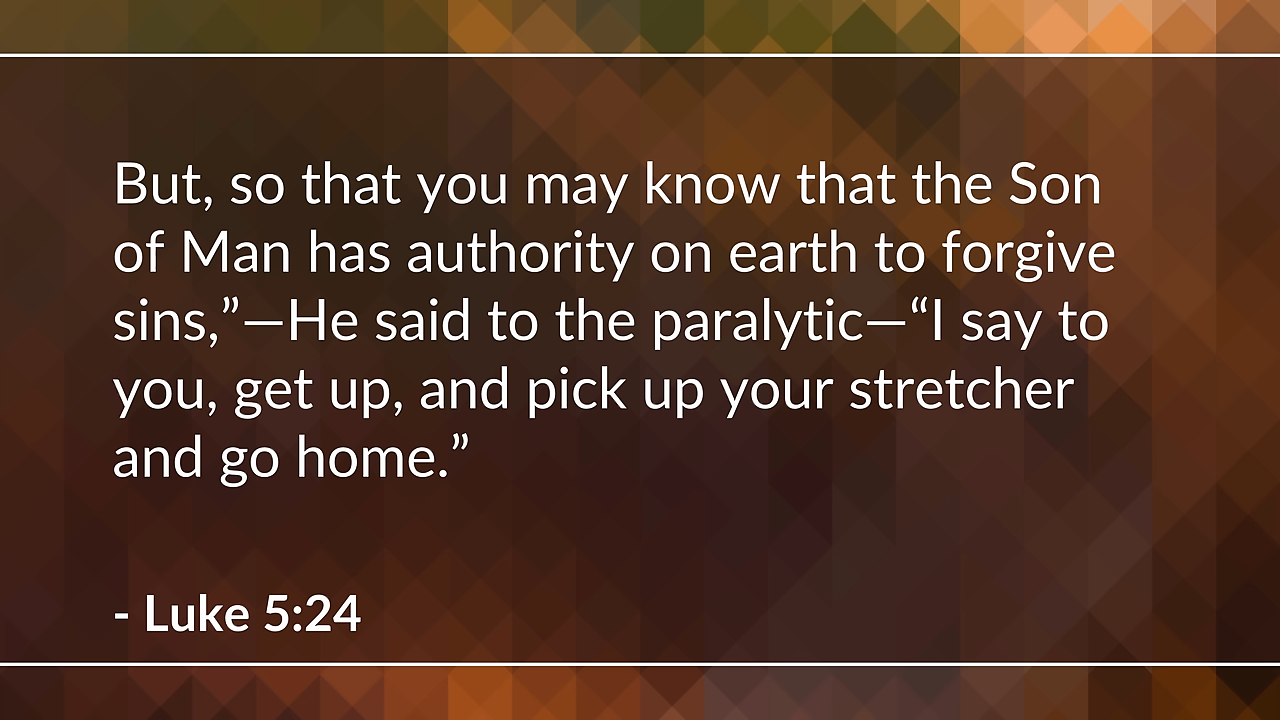 But, so that you may know that the Son
of Man has authority on earth to forgive
sins,”—He said to the paralytic—“I say to
you, get up, and pick up your stretcher
and go home.”
- Luke 5:24